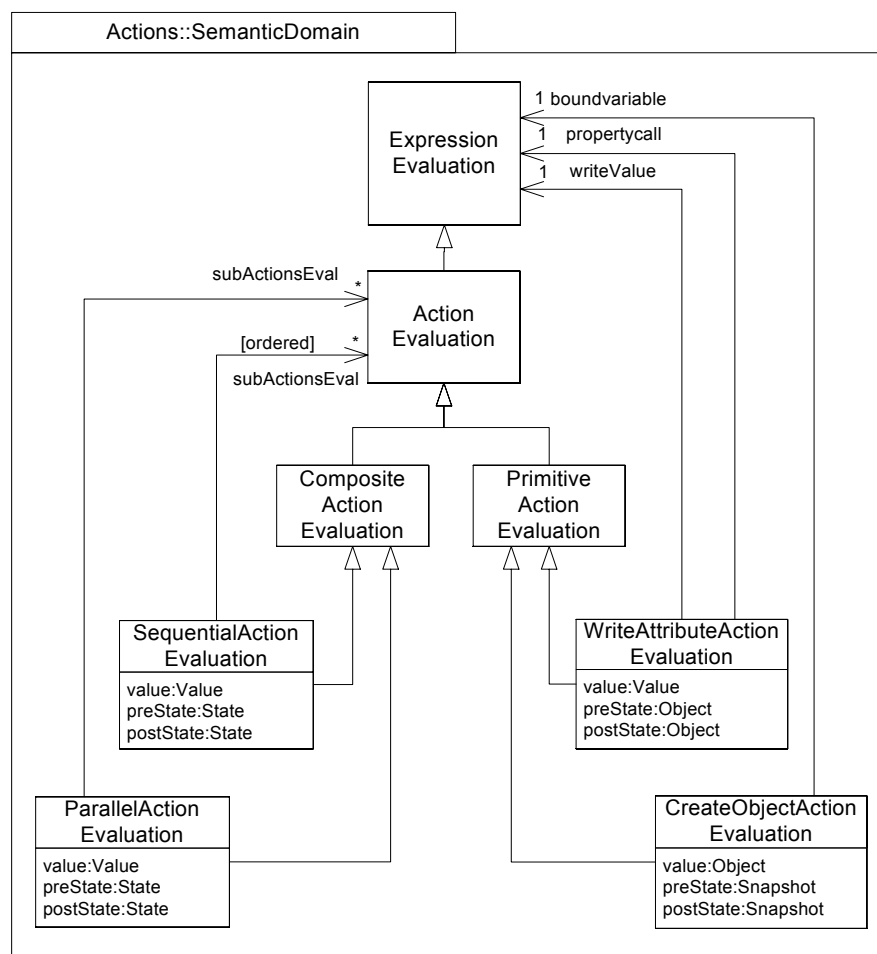 Actions::SemanticDomain
Expression
Evaluation
1 boundvariable
1 propertycall
1 writeValue
subActionsEval
*
Action
Evaluation
[ordered]
*
subActionsEval
Composite
Action
Evaluation
Primitive
Action
Evaluation
SequentialAction
Evaluation
value:Value
preState:State
postState:State
WriteAttributeAction
Evaluation
value:Value
preState:Object
postState:Object
ParallelAction
Evaluation
value:Value
preState:State
postState:State
CreateObjectAction
Evaluation
value:Object
preState:Snapshot
postState:Snapshot